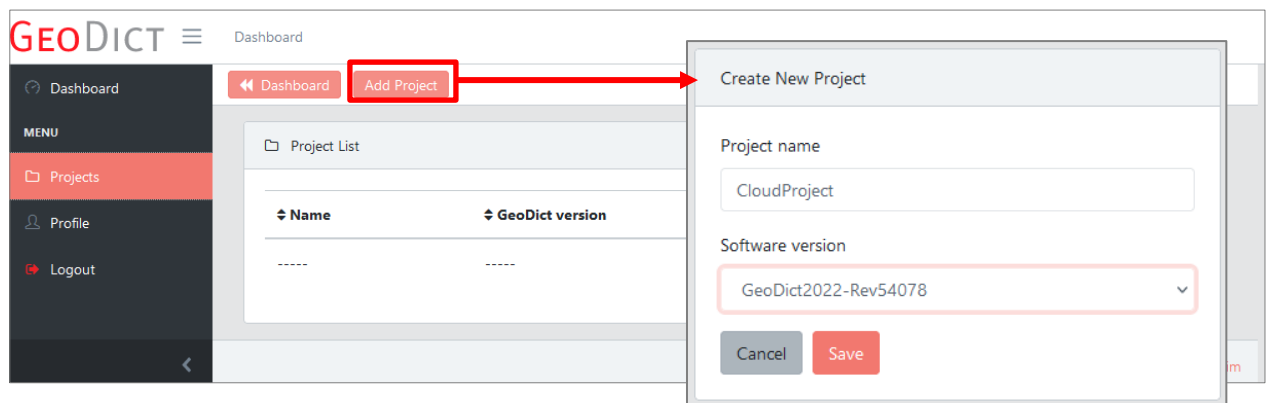 GEODICT
Dashboard
Dashboard
MENU
Projects
Profile
Logout
Dashboard
Add Project
Project List
Name
GeoDict version
-----
-----
Create New Project
Project name
CloudProject
Software version
GeoDict2022-Rev54078
Cancel
Save